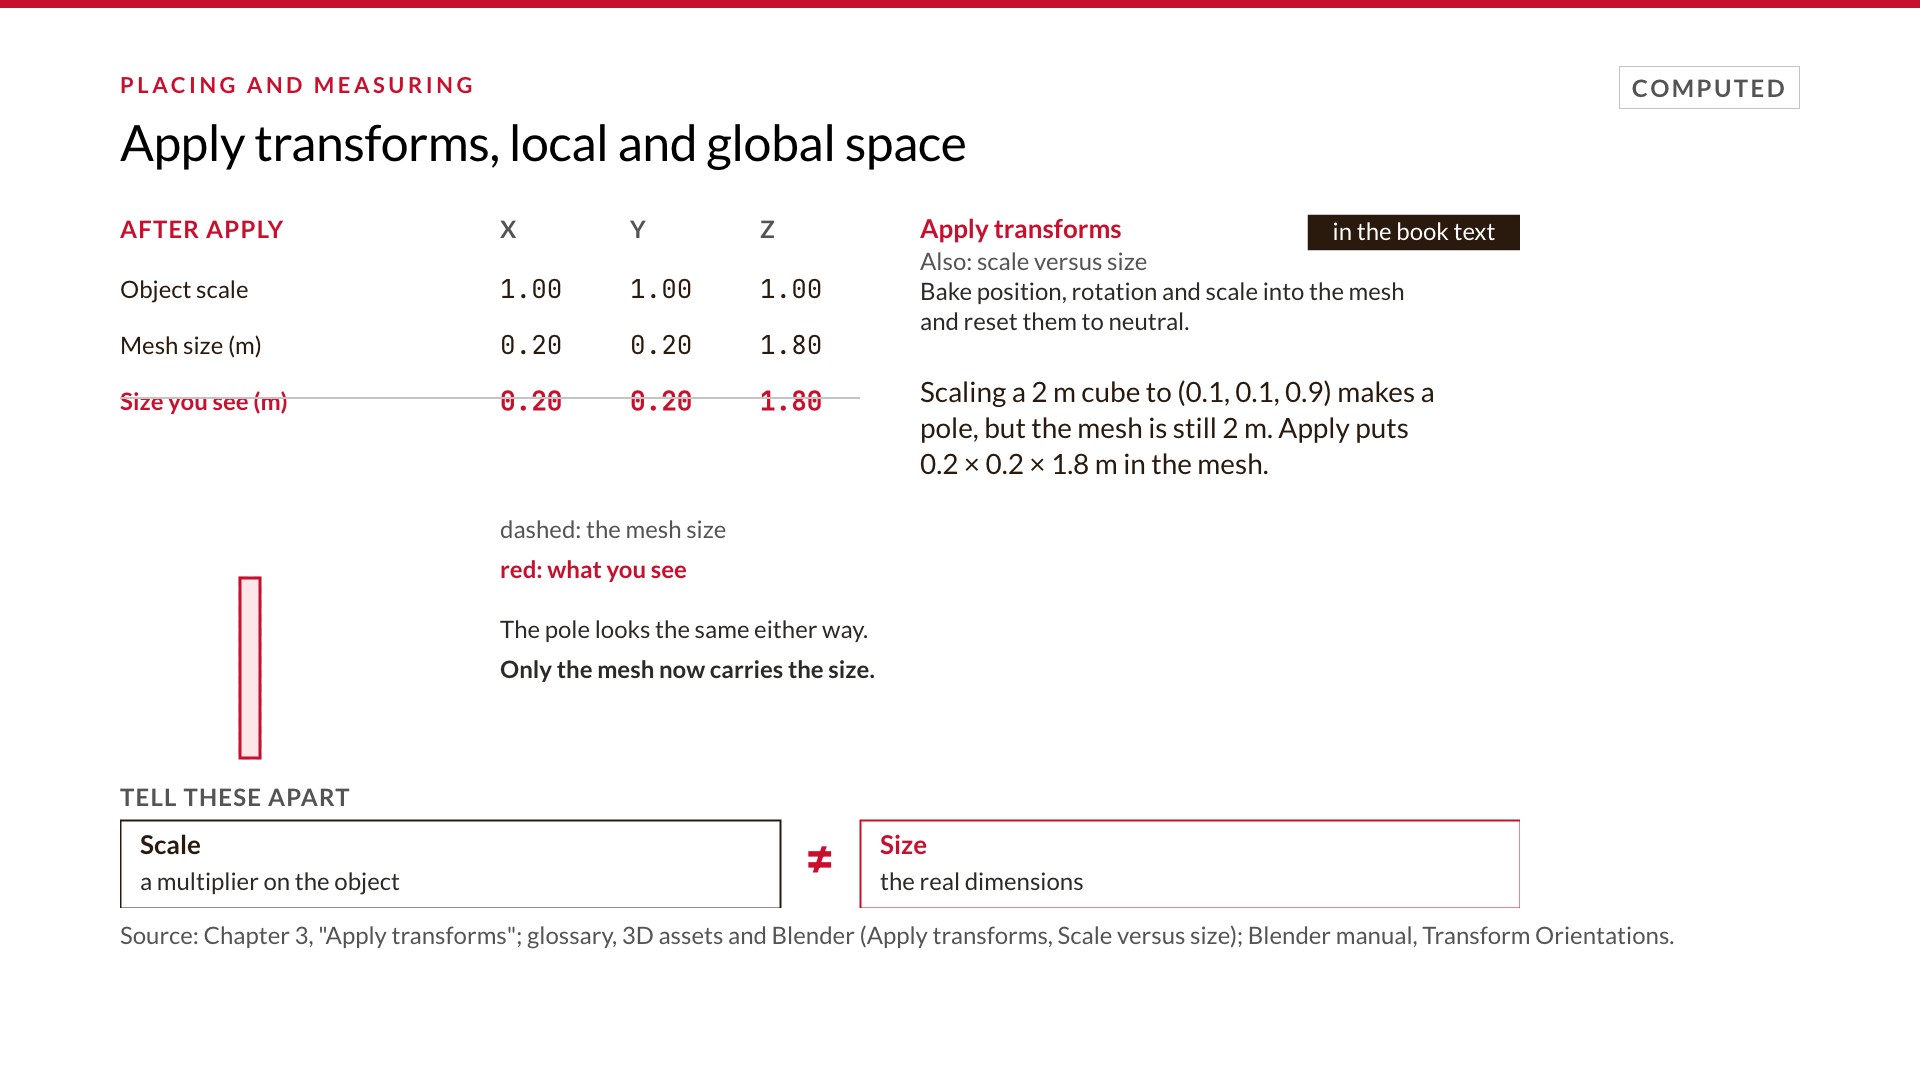 PLACING AND MEASURING
COMPUTED
Apply transforms, local and global space
AFTER APPLY X Y Z
Object scale 1.00 1.00 1.00
Mesh size (m) 0.20 0.20 1.80
Size you see (m) 0.20 0.20 1.80
Apply transforms
in the book text
Also: scale versus size
Bake position, rotation and scale into the mesh
and reset them to neutral.
Scaling a 2 m cube to (0.1, 0.1, 0.9) makes a
pole, but the mesh is still 2 m. Apply puts
0.2 × 0.2 × 1.8 m in the mesh.
dashed: the mesh size
red: what you see
The pole looks the same either way.
Only the mesh now carries the size.
TELL THESE APART
Scale
a multiplier on the object
≠
Size
the real dimensions
Source: Chapter 3, "Apply transforms"; glossary, 3D assets and Blender (Apply transforms, Scale versus size); Blender manual, Transform Orientations.